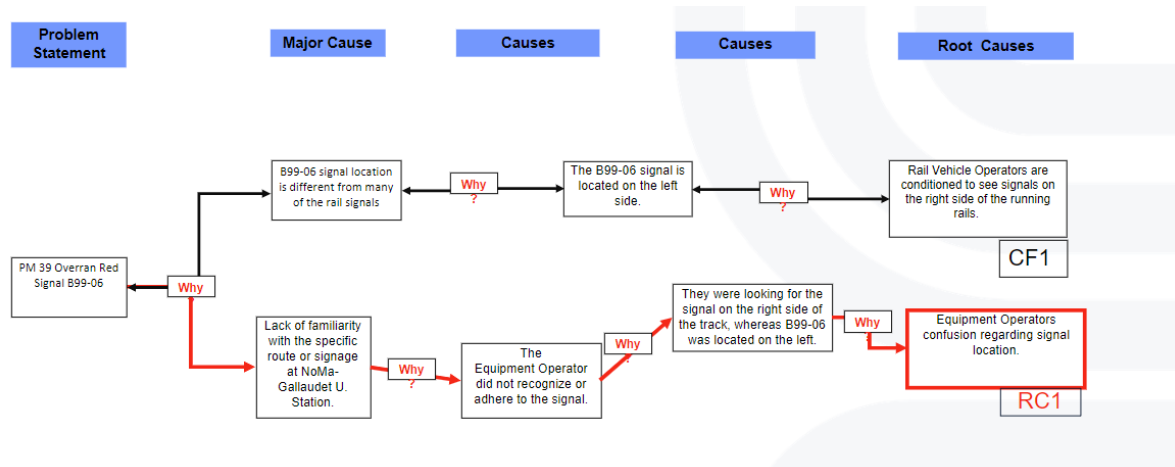 Problem
Statement
Major Cause
Causes
Causes
Root  Causes
B99-06 signal location
is different from many
of the rail signals
Why
?
The B99-06 signal is
located on the left
side.
Why
?
Rail Vehicle Operators are
conditioned to see signals on
the right side of the running
rails.
CF1
PM 39 Overran Red
Signal B99-06
Why
Lack of familiarity
with the specific
route or signage
at NoMa-
Gallaudet U.
Station.
Why
?
The
Equipment Operator
did not recognize or
adhere to the signal.
Why
?
They were looking for the
signal on the right side of
the track, whereas B99-06
was located on the left.
Why
Equipment Operators
confusion regarding signal
location.
RC1